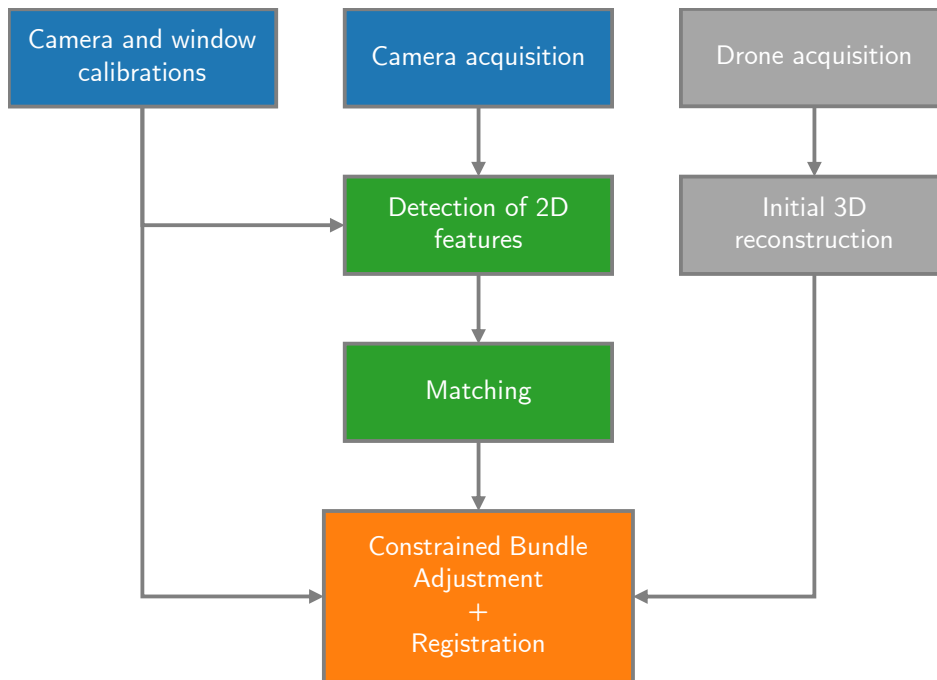 Camera and window
calibrations
Camera acquisition
Drone acquisition
Detection of 2D
features
Initial 3D
reconstruction
Matching
Constrained Bundle
Adjustment
+
Registration